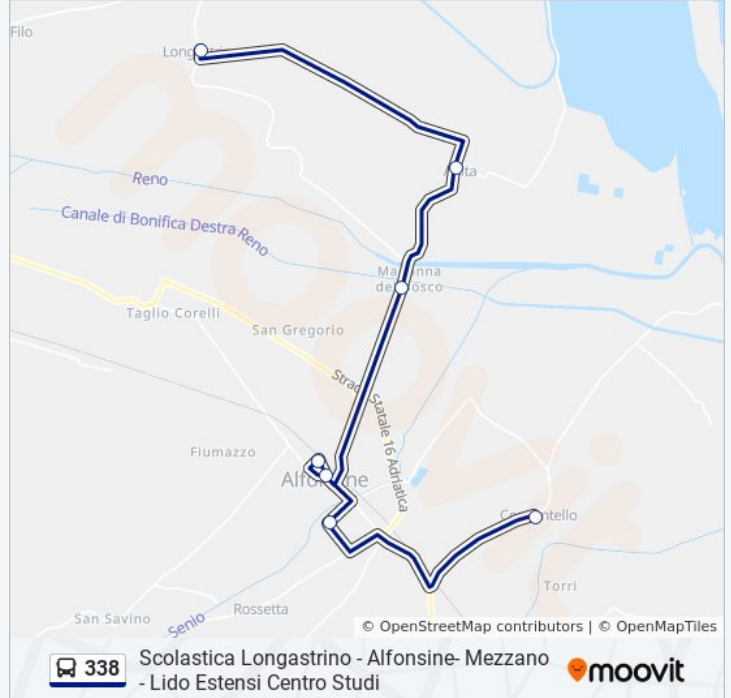 Filo
Reno
Canale di Bonifica Destra Reno
Taglio Corelli
San Gregorio
Strada Statale 16 Adriatica
Fiumazzo
Torri
Rossetta
San Savino
Senio
© OpenStreetMap contributors | © OpenMapTiles
338
Scolastica Longastrino - Alfonsine- Mezzano
- Lido Estensi Centro Studi
moovit